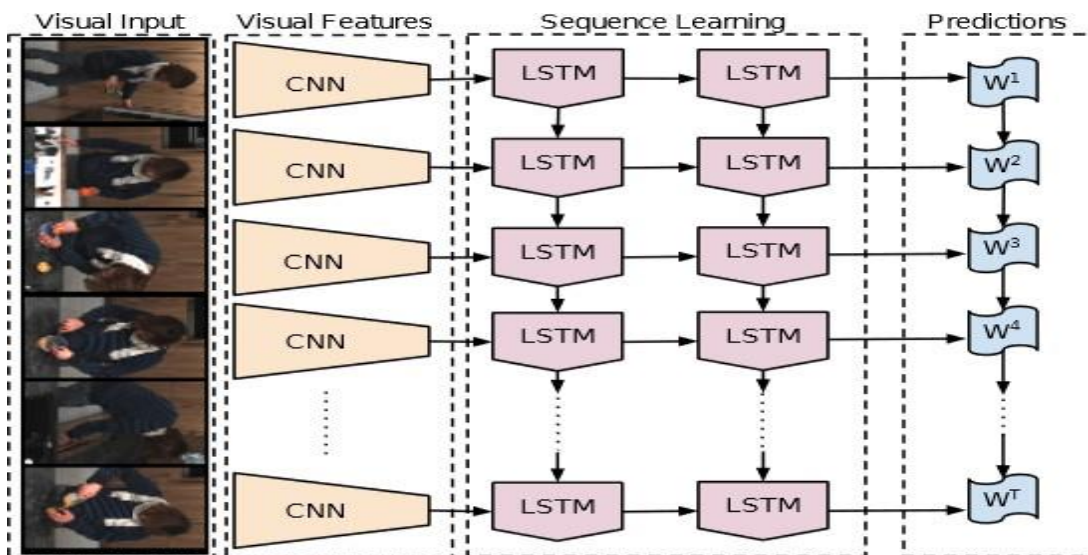 Visual Input Visual Features Sequence Learning Predictions
CNN LSTM LSTM W¹
CNN LSTM LSTM W²
CNN LSTM LSTM W³
CNN LSTM LSTM W⁴
CNN LSTM LSTM Wᵀ